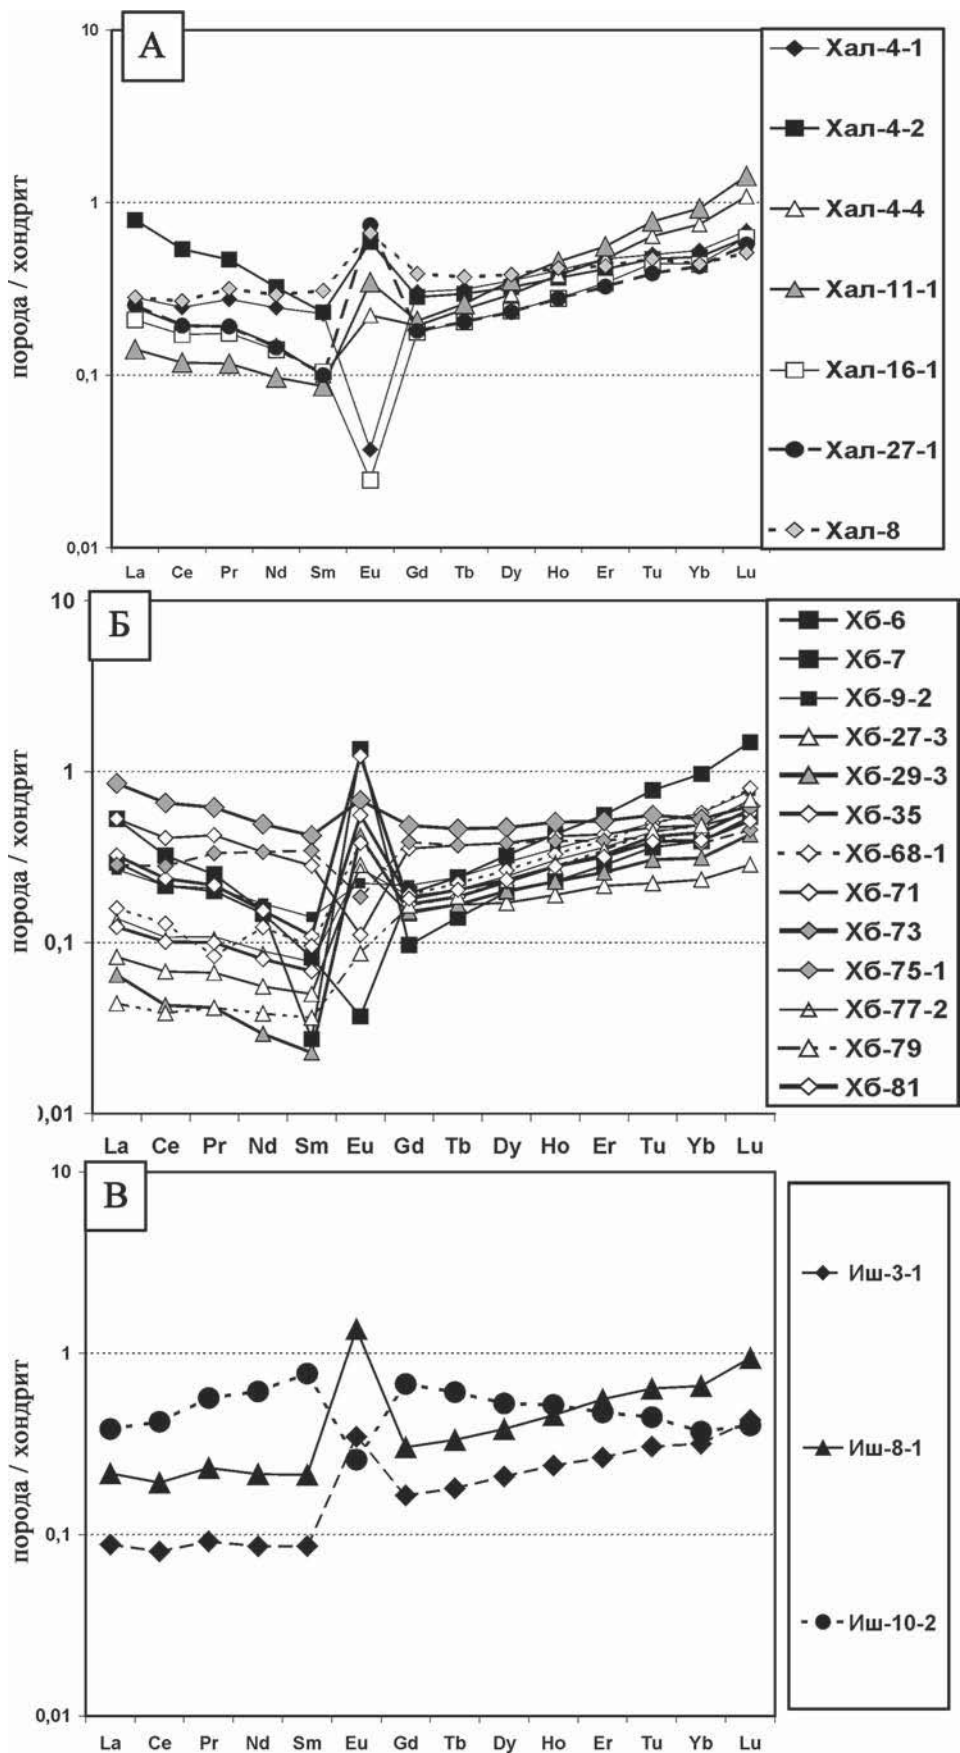 А
10
1
0,1
0,01
порода / хондрит
La Ce Pr Nd Sm Eu Gd Tb Dy Ho Er Tu Yb Lu
Хал-4-1
Хал-4-2
Хал-4-4
Хал-11-1
Хал-16-1
Хал-27-1
Хал-8
Б
10
1
0,1
),01
порода / хондрит
La Ce Pr Nd Sm Eu Gd Tb Dy Ho Er Tu Yb Lu
Хб-6
Хб-7
Хб-9-2
Хб-27-3
Хб-29-3
Хб-35
Хб-68-1
Хб-71
Хб-73
Хб-75-1
Хб-77-2
Хб-79
Хб-81
В
10
1
0,1
0,01
порода / хондрит
La Ce Pr Nd Sm Eu Gd Tb Dy Ho Er Tu Yb Lu
Иш-3-1
Иш-8-1
Иш-10-2